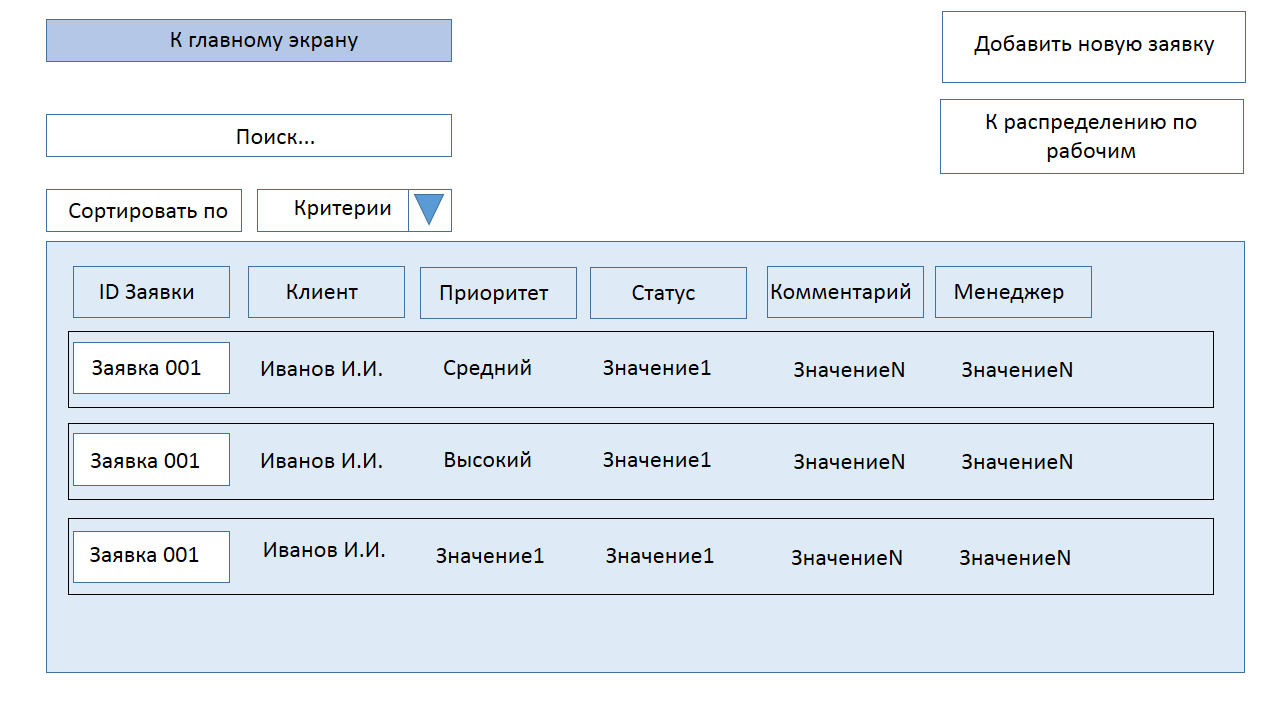 К главному экрану
Добавить новую заявку
К распределению по
рабочим
Поиск...
Сортировать по
Критерии
ID Заявки Клиент Приоритет Статус Комментарий Менеджер
Заявка 001 Иванов И.И. Средний Значение1 ЗначениеN ЗначениеN
Заявка 001 Иванов И.И. Высокий Значение1 ЗначениеN ЗначениеN
Заявка 001 Иванов И.И. Значение1 Значение1 ЗначениеN ЗначениеN